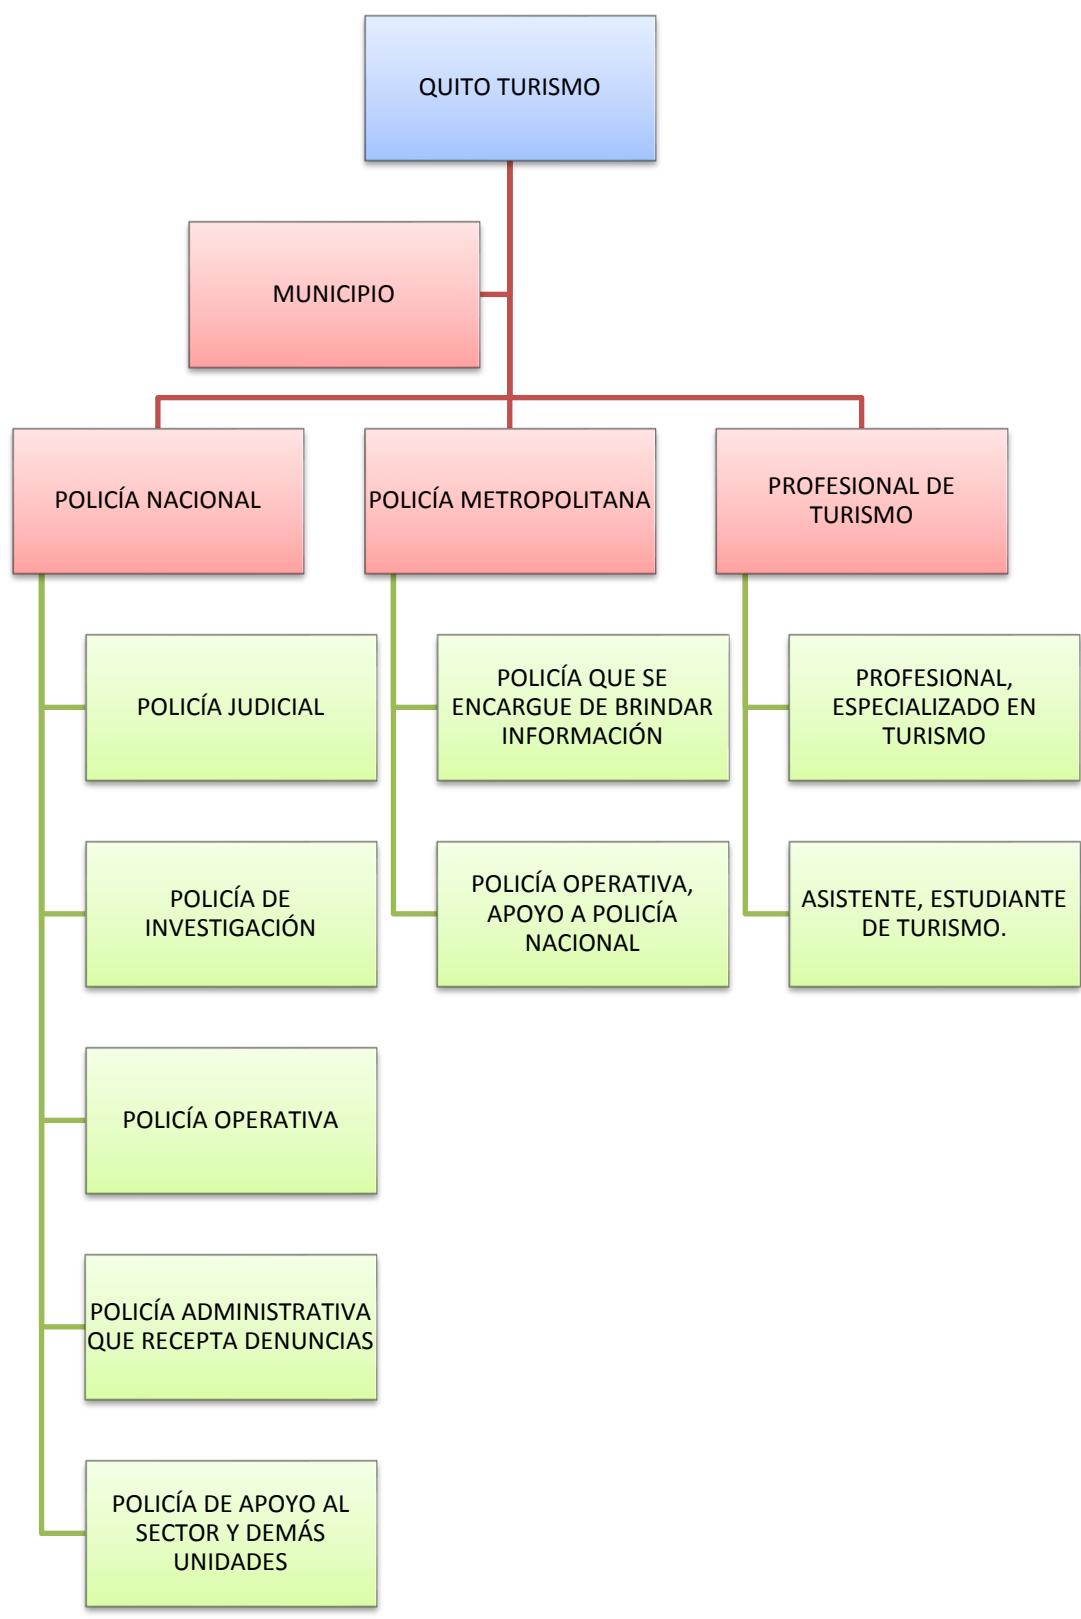 QUITO TURISMO
MUNICIPIO
POLICÍA NACIONAL
POLICÍA METROPOLITANA
PROFESIONAL DE
TURISMO
POLICÍA JUDICIAL
POLICÍA DE
INVESTIGACIÓN
POLICÍA OPERATIVA
POLICÍA ADMINISTRATIVA
QUE RECEPTA DENUNCIAS
POLICÍA DE APOYO AL
SECTOR Y DEMÁS
UNIDADES
POLICÍA QUE SE
ENCARGUE DE BRINDAR
INFORMACIÓN
POLICÍA OPERATIVA,
APOYO A POLICÍA
NACIONAL
PROFESIONAL,
ESPECIALIZADO EN
TURISMO
ASISTENTE, ESTUDIANTE
DE TURISMO.